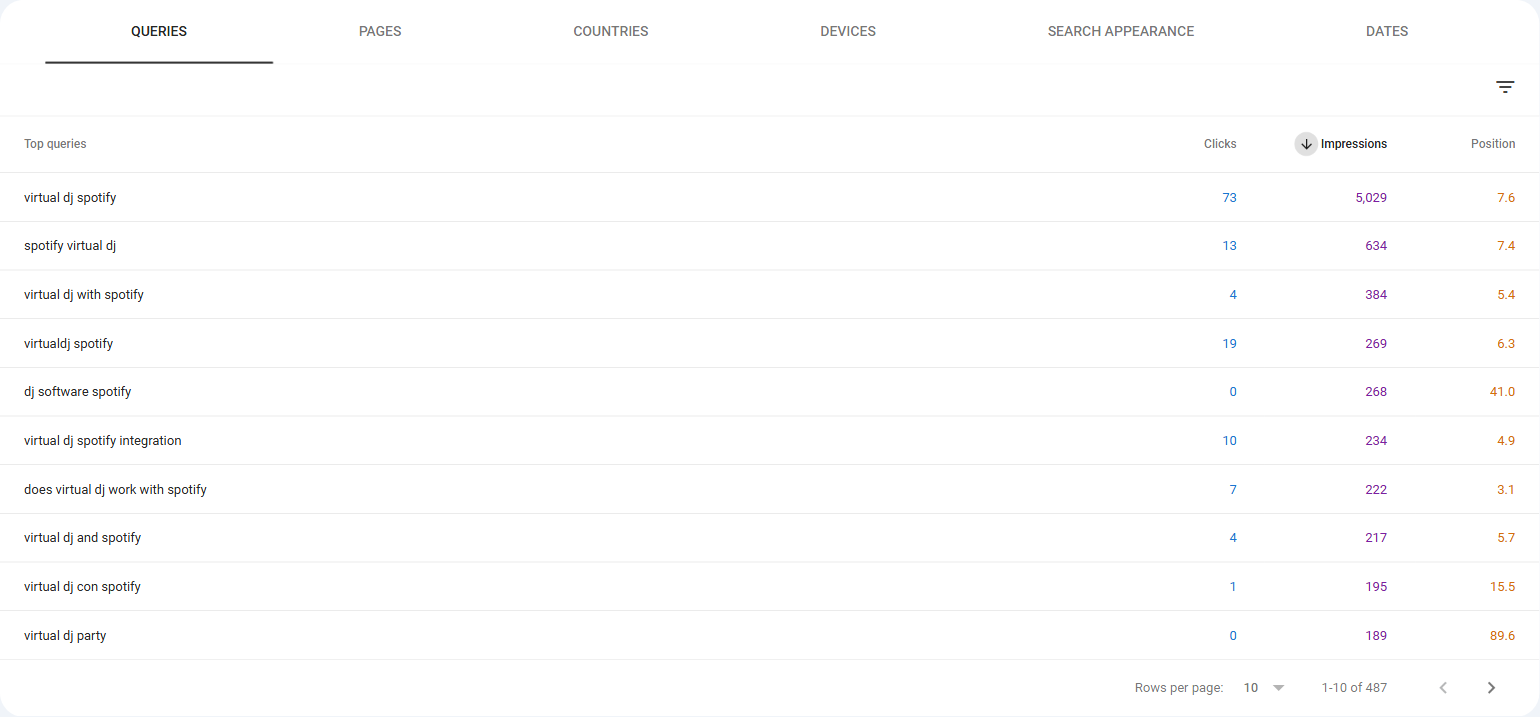 QUERIES PAGES COUNTRIES DEVICES SEARCH APPEARANCE DATES
Top queries Clicks Impressions Position
virtual dj spotify 73 5,029 7.6
spotify virtual dj 13 634 7.4
virtual dj with spotify 4 384 5.4
virtualdj spotify 19 269 6.3
dj software spotify 0 268 41.0
virtual dj spotify integration 10 234 4.9
does virtual dj work with spotify 7 222 3.1
virtual dj and spotify 4 217 5.7
virtual dj con spotify 1 195 15.5
virtual dj party 0 189 89.6
Rows per page: 10 1-10 of 487